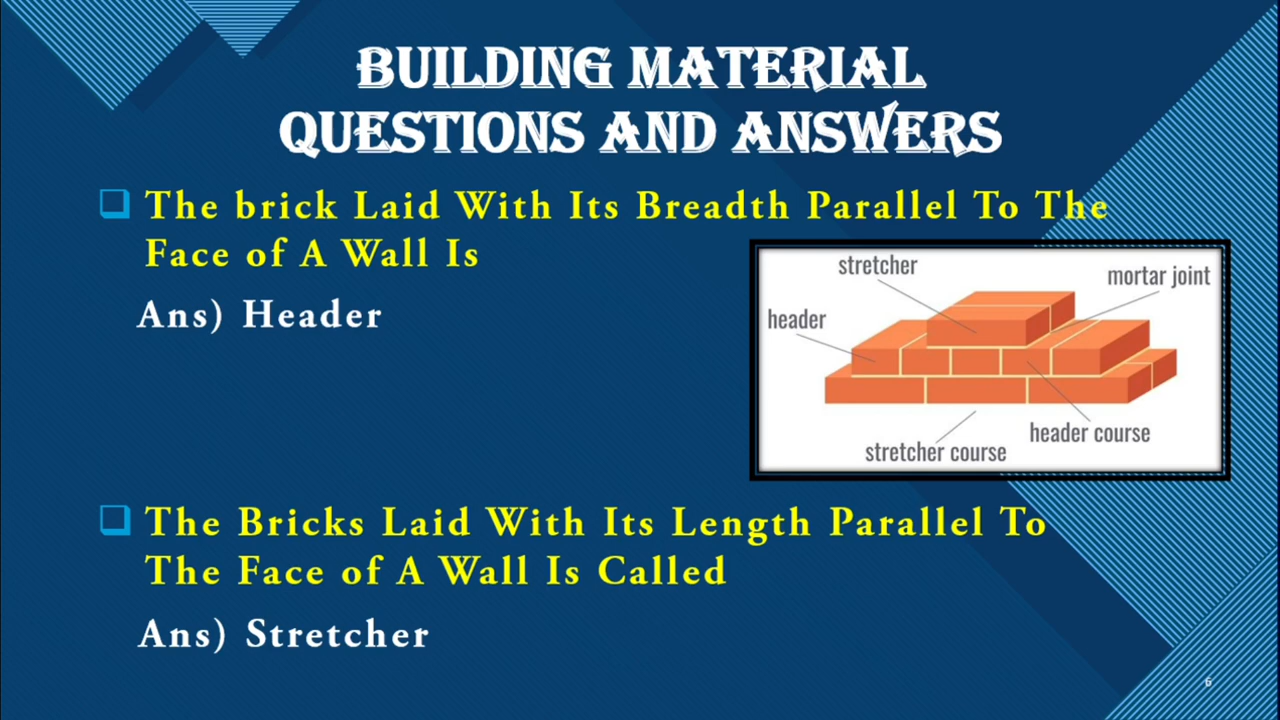 BUILDING MATERIAL
QUESTIONS AND ANSWERS
The brick Laid With Its Breadth Parallel To The
Face of A Wall Is
Ans) Header
stretcher
mortar joint
header
header course
stretcher course
The Bricks Laid With Its Length Parallel To
The Face of A Wall Is Called
Ans) Stretcher
6